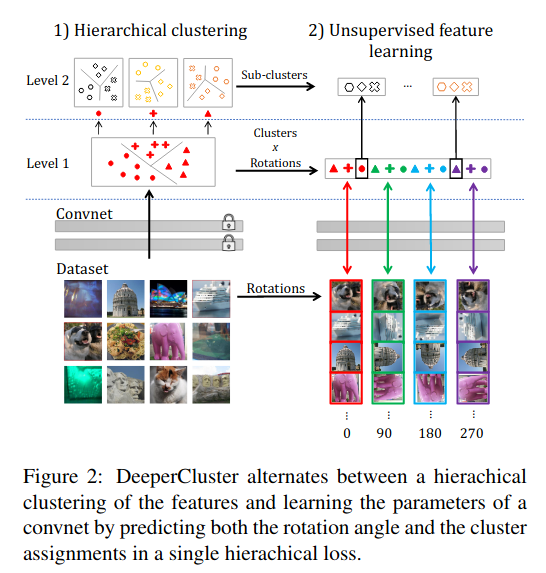 1) Hierarchical clustering
2) Unsupervised feature
learning
Level 2
Sub-clusters
...
Level 1
Clusters
x
Rotations
Convnet
Dataset
Rotations
0 90 180 270
Figure 2: DeeperCluster alternates between a hierachical
clustering of the features and learning the parameters of a
convnet by predicting both the rotation angle and the cluster
assignments in a single hierachical loss.